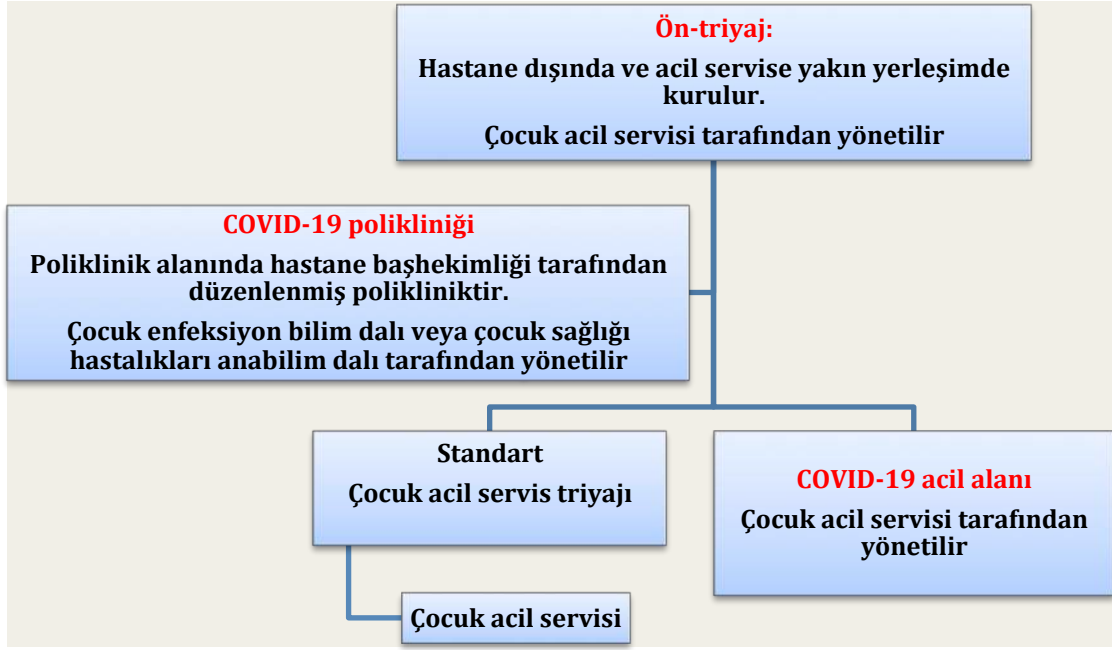 Ön-triyaj:
Hastane dışında ve acil servise yakın yerleşimde
kurulur.
Çocuk acil servisi tarafından yönetilir
COVID-19 polikliniği
Poliklinik alanında hastane başhekimliği tarafından
düzenlenmiş polikliniktir.
Çocuk enfeksiyon bilim dalı veya çocuk sağlığı
hastalıkları anabilim dalı tarafından yönetilir
Standart
Çocuk acil servis triyajı
COVID-19 acil alanı
Çocuk acil servisi tarafından
yönetilir
Çocuk acil servisi